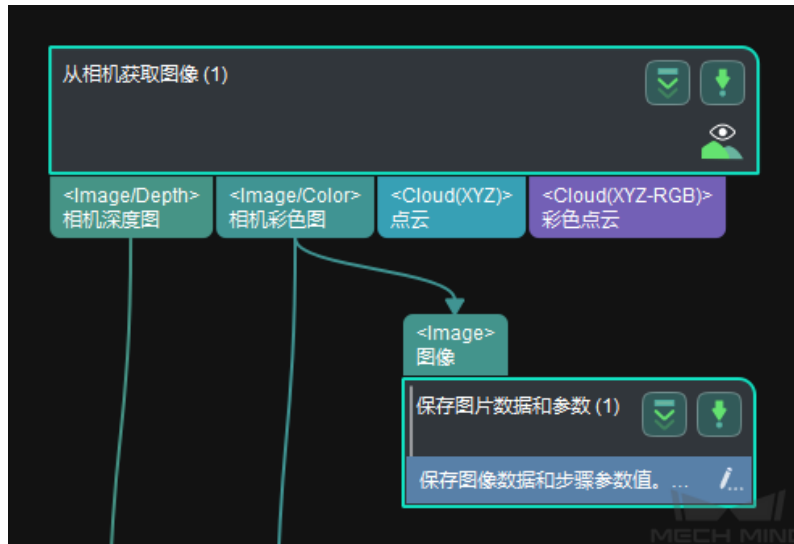 从相机获取图像 (1)
<Image/Depth> <Image/Color> <Cloud(XYZ)> <Cloud(XYZ-RGB)>
相机深度图 相机彩色图 点云 彩色点云
<Image>
图像
保存图片数据和参数 (1)
保存图像数据和步骤参数值。...
MECH MIND